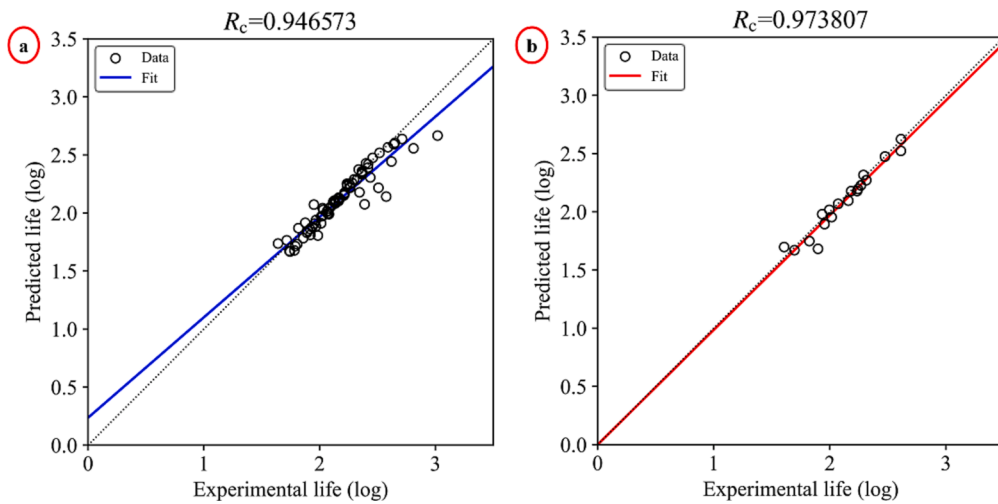 Rc=0.946573
a
Data
Fit
3.5
3.0
2.5
2.0
1.5
1.0
0.5
0.0
0 1 2 3
Predicted life (log)
Experimental life (log)
Rc=0.973807
b
Data
Fit
3.5
3.0
2.5
2.0
1.5
1.0
0.5
0.0
0 1 2 3
Predicted life (log)
Experimental life (log)